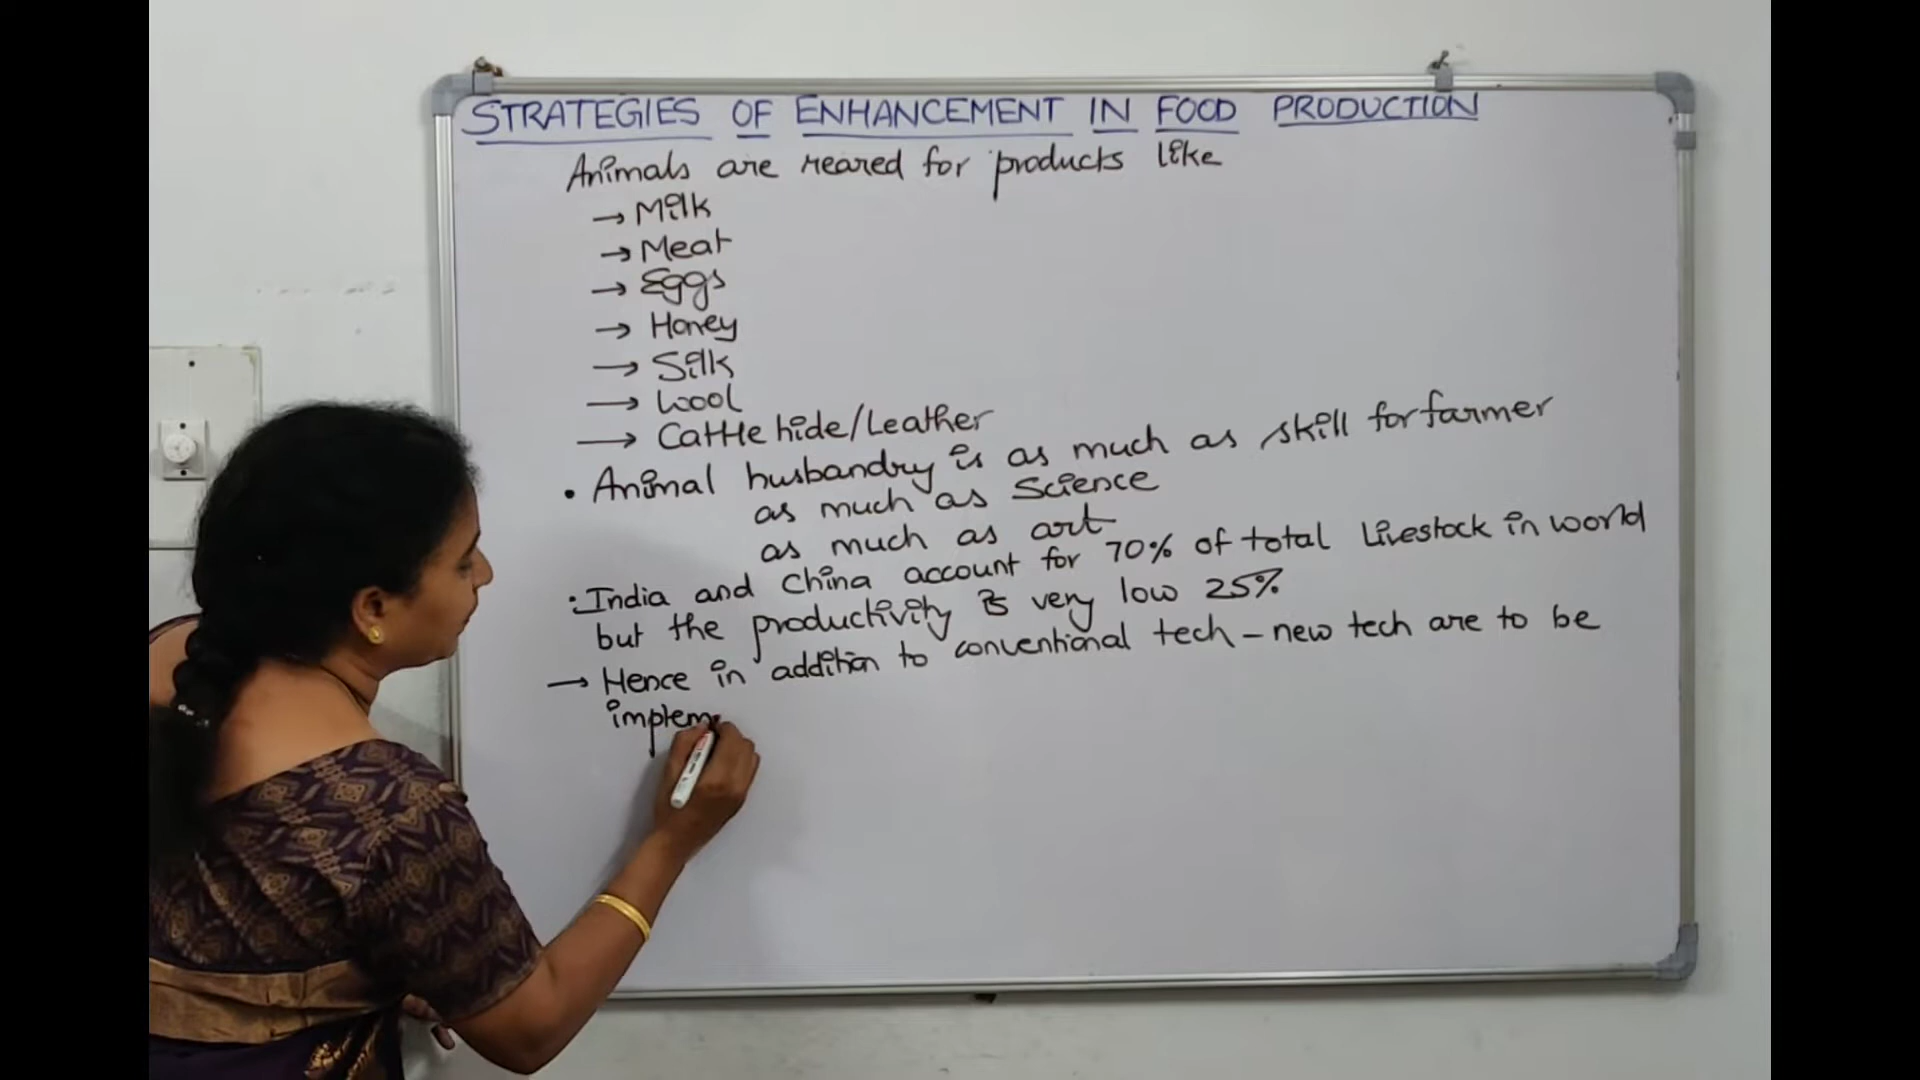 STRATEGIES OF ENHANCEMENT IN FOOD PRODUCTION
Animals are reared for products like
→ Milk
→ Meat
→ Eggs
→ Honey
→ Silk
→ Wool
→ Cattle hide/Leather
• Animal husbandry is as much as skill for farmer
as much as Science
as much as art
• India and China account for 70% of total Livestock in world
but the productivity is very low 25%
→ Hence in addition to conventional tech - new tech are to be
implem